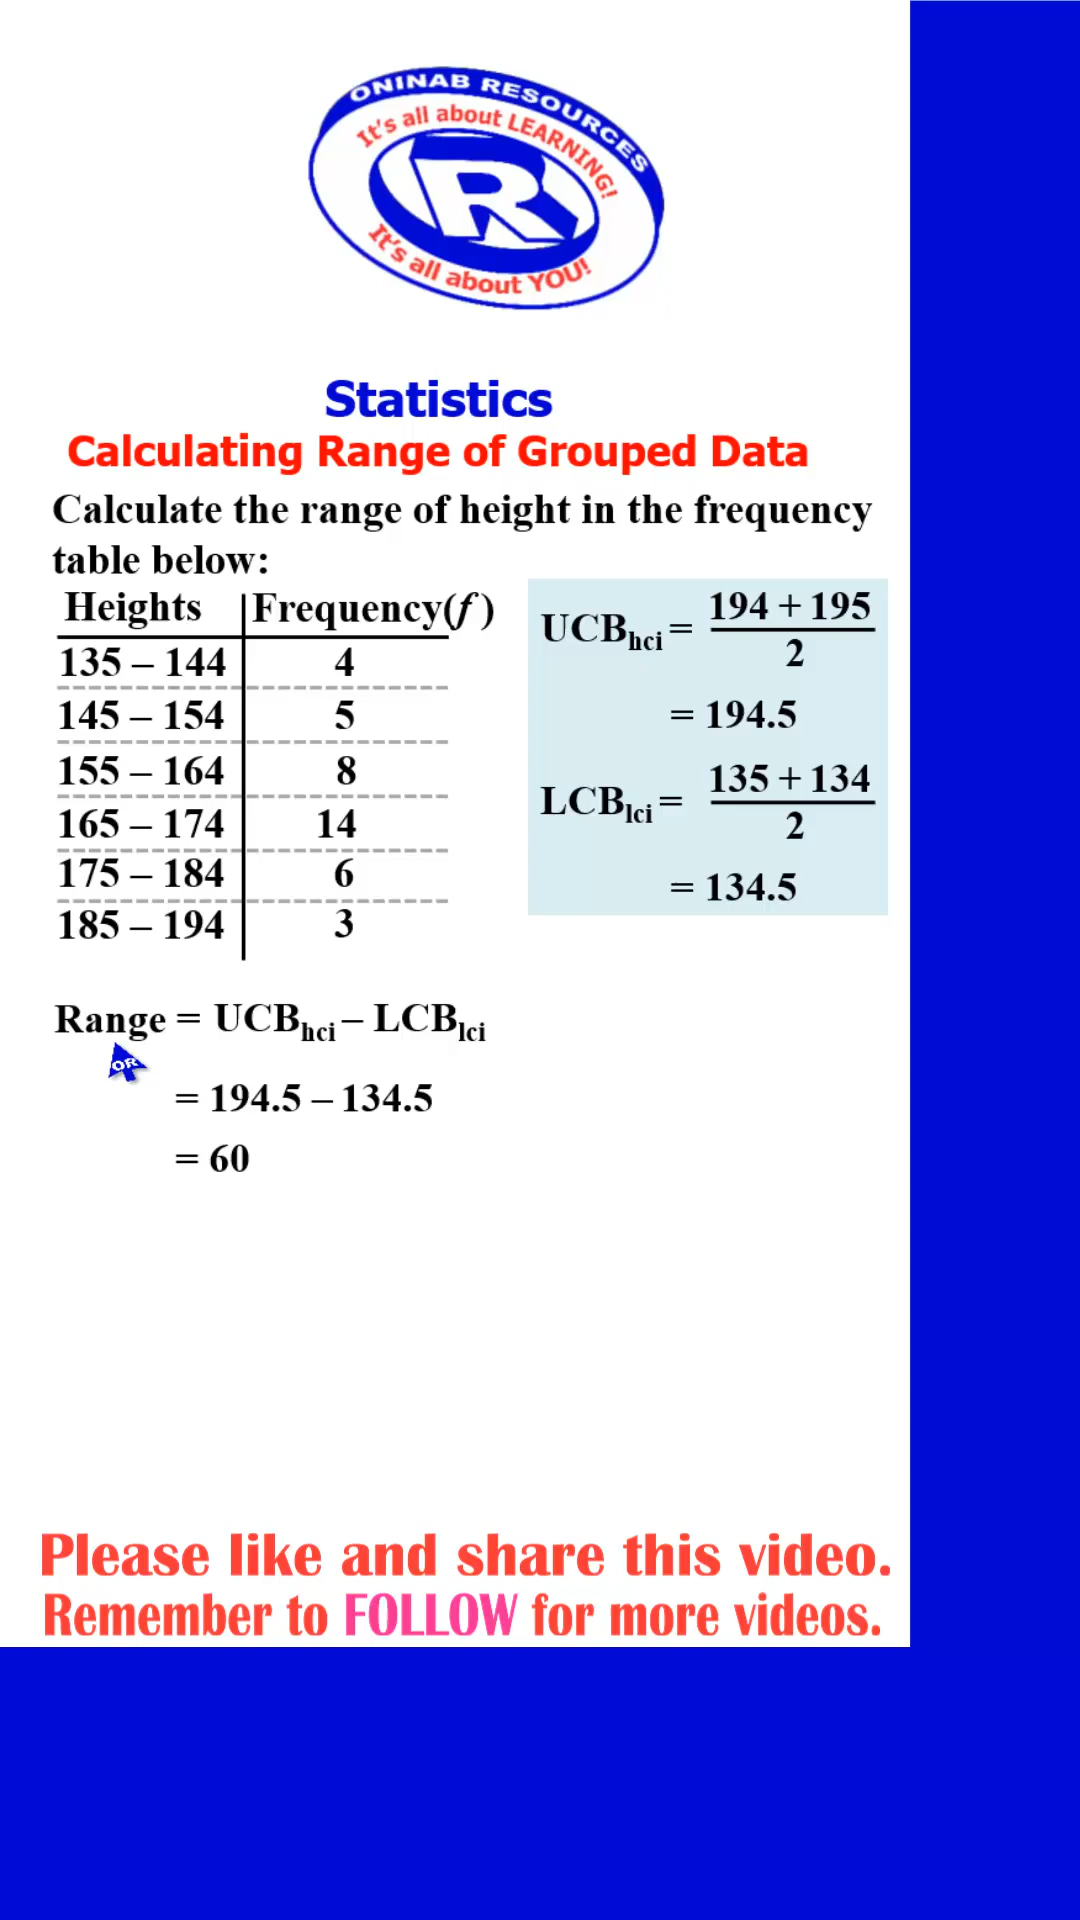 ONINAB RESOURCES
It's all about LEARNING!
R
It's all about YOU!
Statistics
Calculating Range of Grouped Data
Calculate the range of height in the frequency
table below:
Heights Frequency(f)
135 – 144 4
145 – 154 5
155 – 164 8
165 – 174 14
175 – 184 6
185 – 194 3
UCBhci = 194 + 195
2
= 194.5
LCBlci = 135 + 134
2
= 134.5
Range = UCBhci – LCBlci
OR
= 194.5 – 134.5
= 60
Please like and share this video.
Remember to FOLLOW for more videos.